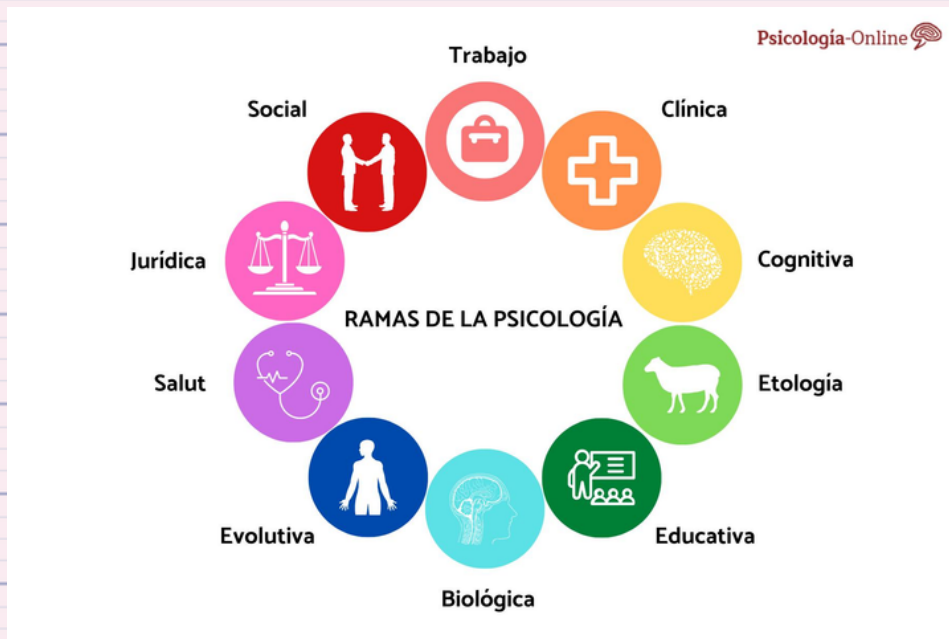 Psicología-Online
Trabajo
Social
Clínica
Jurídica
Cognitiva
RAMAS DE LA PSICOLOGÍA
Salut
Etología
Evolutiva
Educativa
Biológica